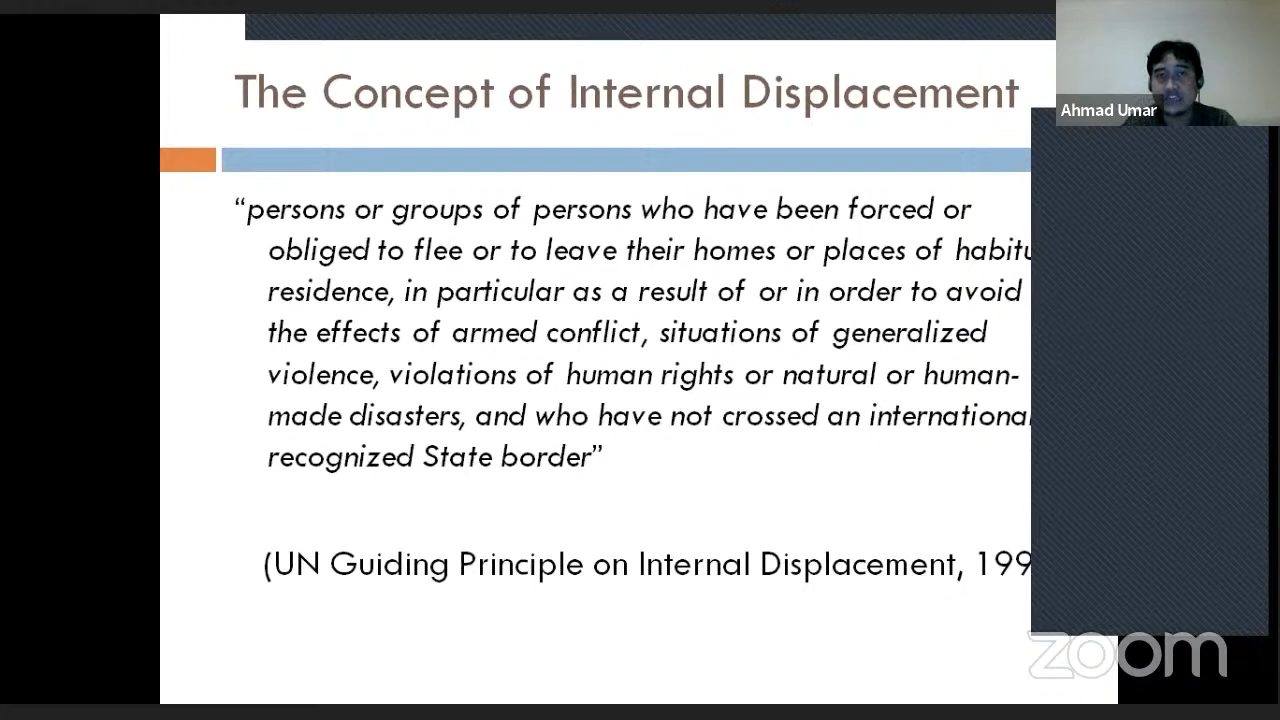 The Concept of Internal Displacement
Ahmad Umar
“persons or groups of persons who have been forced or
obliged to flee or to leave their homes or places of habitu
residence, in particular as a result of or in order to avoid
the effects of armed conflict, situations of generalized
violence, violations of human rights or natural or human-
made disasters, and who have not crossed an international
recognized State border”
(UN Guiding Principle on Internal Displacement, 199
zoom